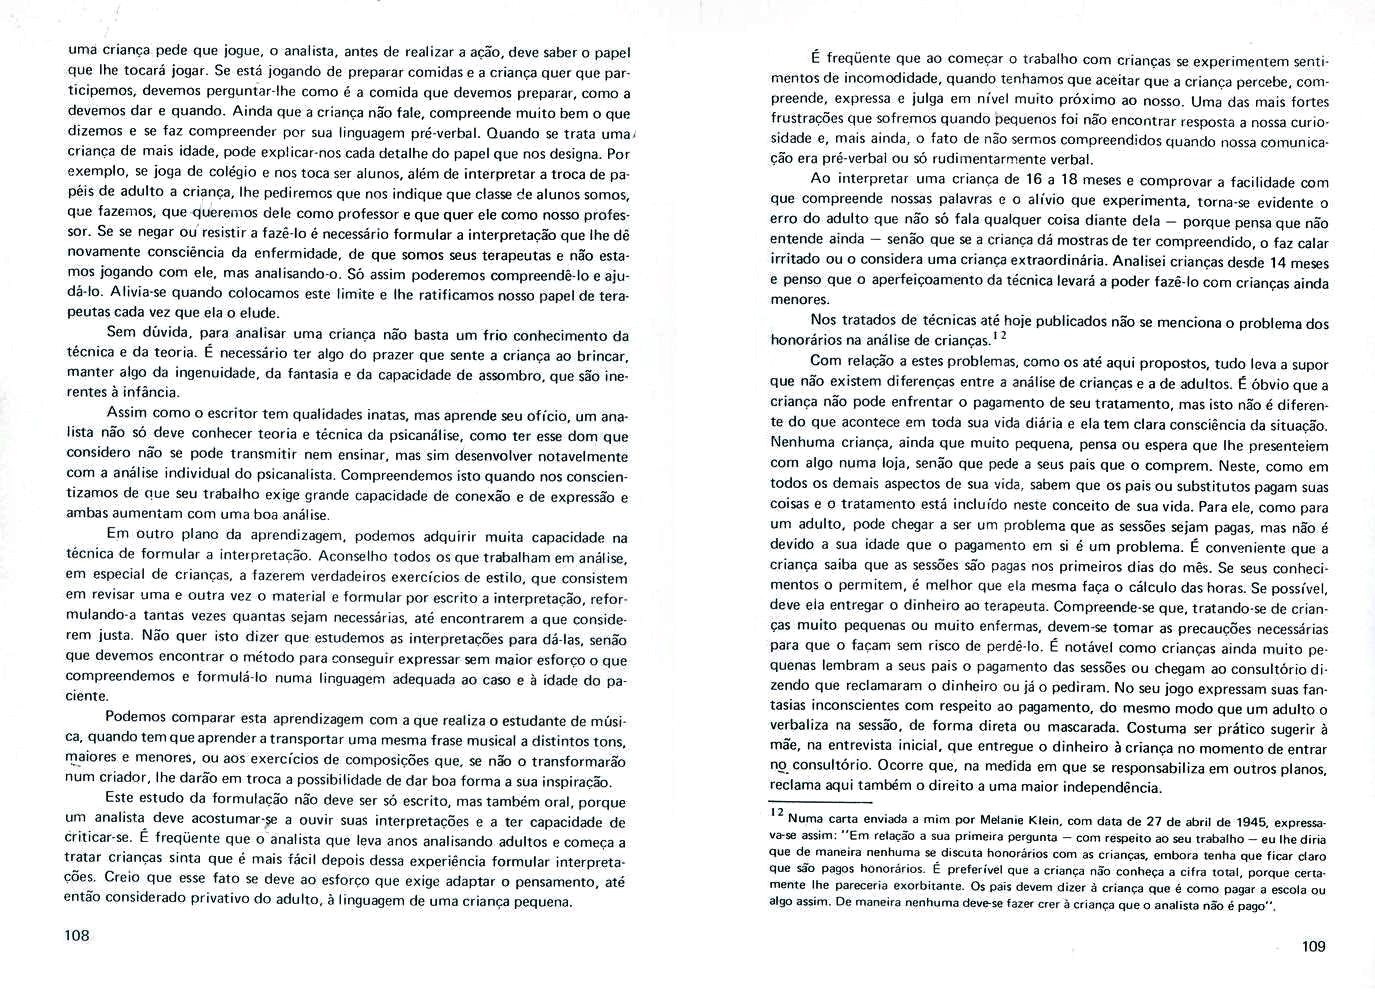 uma criança pede que jogue, o analista, antes de realizar a ação, deve saber o papel
que lhe tocará jogar. Se está jogando de preparar comidas e a criança quer que par-
ticipemos, devemos perguntar-lhe como é a comida que devemos preparar, como a
devemos dar e quando. Ainda que a criança não fale, compreende muito bem o que
dizemos e se faz compreender por sua linguagem pré-verbal. Quando se trata uma
criança de mais idade, pode explicar-nos cada detalhe do papel que nos designa. Por
exemplo, se joga de colégio e nos toca ser alunos, além de interpretar a troca de pa-
péis de adulto a criança, lhe pediremos que nos indique que classe de alunos somos,
que fazemos, que queremos dele como professor e que quer ele como nosso profes-
sor. Se se negar ou resistir a fazê-lo é necessário formular a interpretação que lhe dê
novamente consciência da enfermidade, de que somos seus terapeutas e não esta-
mos jogando com ele, mas analisando-o. Só assim poderemos compreendê-lo e aju-
dá-lo. Alivia-se quando colocamos este limite e lhe ratificamos nosso papel de tera-
peutas cada vez que ela o elude.
Sem dúvida, para analisar uma criança não basta um frio conhecimento da
técnica e da teoria. É necessário ter algo do prazer que sente a criança ao brincar,
manter algo da ingenuidade, da fantasia e da capacidade de assombro, que são ine-
rentes à infância.
Assim como o escritor tem qualidades inatas, mas aprende seu ofício, um ana-
lista não só deve conhecer teoria e técnica da psicanálise, como ter esse dom que
considero não se pode transmitir nem ensinar, mas sim desenvolver notavelmente
com a análise individual do psicanalista. Compreendemos isto quando nos conscien-
tizamos de que seu trabalho exige grande capacidade de conexão e de expressão e
ambas aumentam com uma boa análise.
Em outro plano da aprendizagem, podemos adquirir muita capacidade na
técnica de formular a interpretação. Aconselho todos os que trabalham em análise,
em especial de crianças, a fazerem verdadeiros exercícios de estilo, que consistem
em revisar uma e outra vez o material e formular por escrito a interpretação, refor-
mulando-a tantas vezes quantas sejam necessárias, até encontrarem a que conside-
rem justa. Não quer isto dizer que estudemos as interpretações para dá-las, senão
que devemos encontrar o método para conseguir expressar sem maior esforço o que
compreendemos e formulá-lo numa linguagem adequada ao caso e à idade do pa-
ciente.
Podemos comparar esta aprendizagem com a que realiza o estudante de músi-
ca, quando tem que aprender a transportar uma mesma frase musical a distintos tons,
maiores e menores, ou aos exercícios de composições que, se não o transformarão
num criador, lhe darão em troca a possibilidade de dar boa forma a sua inspiração.
Este estudo da formulação não deve ser só escrito, mas também oral, porque
um analista deve acostumar-se a ouvir suas interpretações e a ter capacidade de
criticar-se. É freqüente que o analista que leva anos analisando adultos e começa a
tratar crianças sinta que é mais fácil depois dessa experiência formular interpreta-
ções. Creio que esse fato se deve ao esforço que exige adaptar o pensamento, até
então considerado privativo do adulto, à linguagem de uma criança pequena.
108
É freqüente que ao começar o trabalho com crianças se experimentem senti-
mentos de incomodidade, quando tenhamos que aceitar que a criança percebe, com-
preende, expressa e julga em nível muito próximo ao nosso. Uma das mais fortes
frustrações que sofremos quando pequenos foi não encontrar resposta a nossa curio-
sidade e, mais ainda, o fato de não sermos compreendidos quando nossa comunica-
ção era pré-verbal ou só rudimentarmente verbal.
Ao interpretar uma criança de 16 a 18 meses e comprovar a facilidade com
que compreende nossas palavras e o alívio que experimenta, torna-se evidente o
erro do adulto que não só fala qualquer coisa diante dela — porque pensa que não
entende ainda — senão que se a criança dá mostras de ter compreendido, o faz calar
irritado ou o considera uma criança extraordinária. Analisei crianças desde 14 meses
e penso que o aperfeiçoamento da técnica levará a poder fazê-lo com crianças ainda
menores.
Nos tratados de técnicas até hoje publicados não se menciona o problema dos
honorários na análise de crianças.12
Com relação a estes problemas, como os até aqui propostos, tudo leva a supor
que não existem diferenças entre a análise de crianças e a de adultos. É óbvio que a
criança não pode enfrentar o pagamento de seu tratamento, mas isto não é diferen-
te do que acontece em toda sua vida diária e ela tem clara consciência da situação.
Nenhuma criança, ainda que muito pequena, pensa ou espera que lhe presenteiem
com algo numa loja, senão que pede a seus pais que o comprem. Neste, como em
todos os demais aspectos de sua vida, sabem que os pais ou substitutos pagam suas
coisas e o tratamento está incluído neste conceito de sua vida. Para ele, como para
um adulto, pode chegar a ser um problema que as sessões sejam pagas, mas não é
devido a sua idade que o pagamento em si é um problema. É conveniente que a
criança saiba que as sessões são pagas nos primeiros dias do mês. Se seus conheci-
mentos o permitem, é melhor que ela mesma faça o cálculo das horas. Se possível,
deve ela entregar o dinheiro ao terapeuta. Compreende-se que, tratando-se de crian-
ças muito pequenas ou muito enfermas, devem-se tomar as precauções necessárias
para que o façam sem risco de perdê-lo. É notável como crianças ainda muito pe-
quenas lembram a seus pais o pagamento das sessões ou chegam ao consultório di-
zendo que reclamaram o dinheiro ou já o pediram. No seu jogo expressam suas fan-
tasias inconscientes com respeito ao pagamento, do mesmo modo que um adulto o
verbaliza na sessão, de forma direta ou mascarada. Costuma ser prático sugerir à
mãe, na entrevista inicial, que entregue o dinheiro à criança no momento de entrar
no consultório. Ocorre que, na medida em que se responsabiliza em outros planos,
reclama aqui também o direito a uma maior independência.
12 Numa carta enviada a mim por Melanie Klein, com data de 27 de abril de 1945, expressa-
va-se assim: "Em relação a sua primeira pergunta — com respeito ao seu trabalho — eu lhe diria
que de maneira nenhuma se discuta honorários com as crianças, embora tenha que ficar claro
que são pagos honorários. É preferível que a criança não conheça a cifra total, porque certa-
mente lhe pareceria exorbitante. Os pais devem dizer à criança que é como pagar a escola ou
algo assim. De maneira nenhuma deve-se fazer crer à criança que o analista não é pago".
109